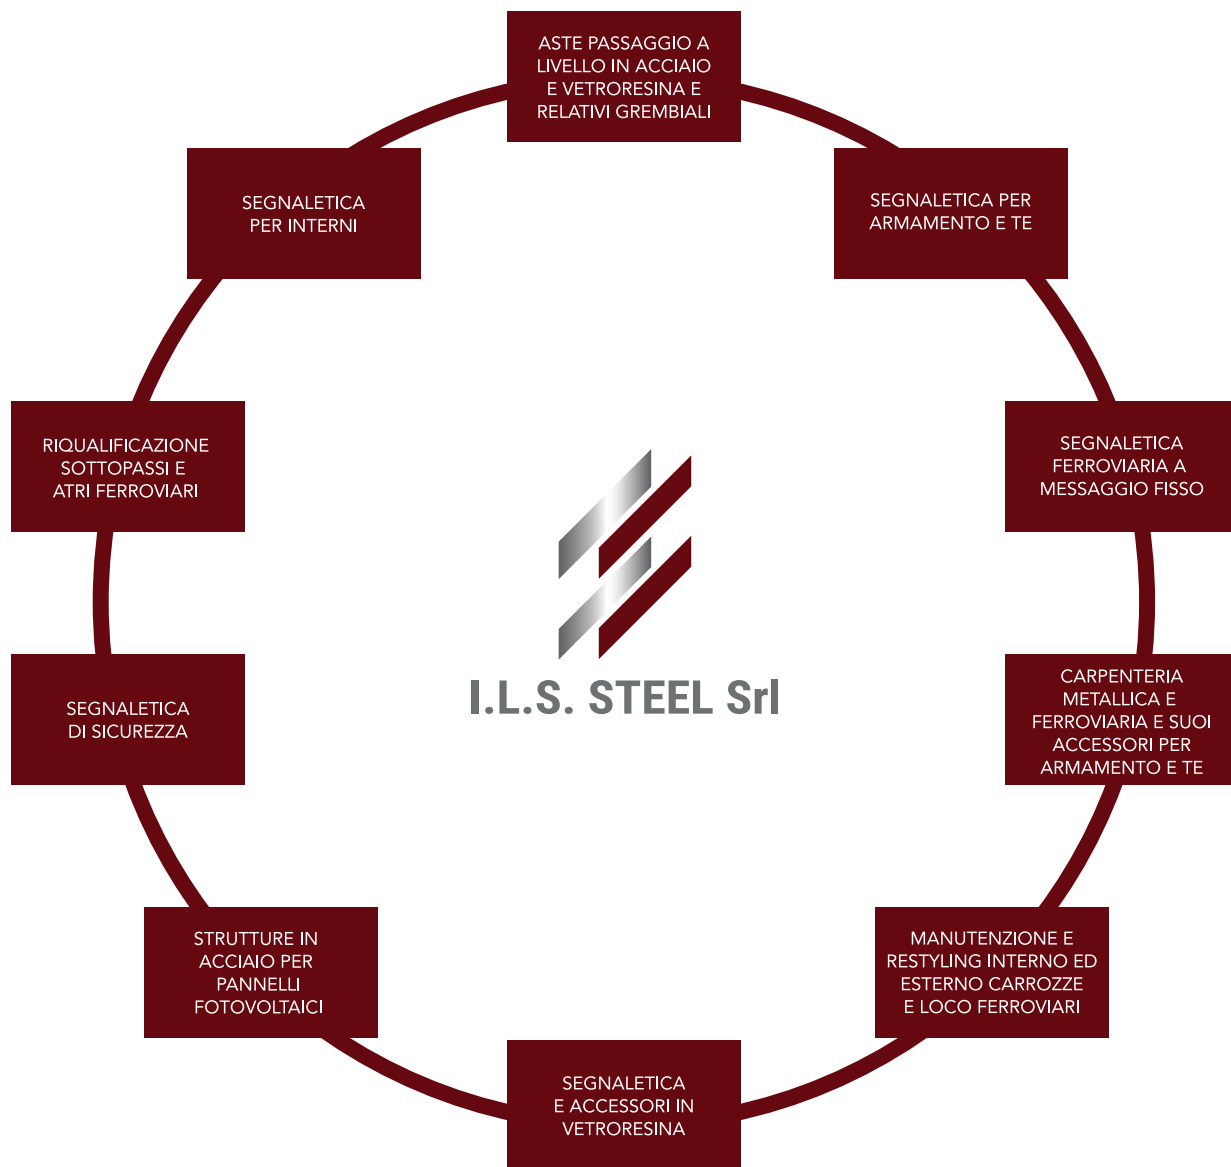 ASTE PASSAGGIO A
LIVELLO IN ACCIAIO
E VETRORESINA E
RELATIVI GREMBIALI
SEGNALETICA PER
ARMAMENTO E TE
SEGNALETICA
FERROVIARIA A
MESSAGGIO FISSO
CARPENTERIA
METALLICA E
FERROVIARIA E SUOI
ACCESSORI PER
ARMAMENTO E TE
MANUTENZIONE E
RESTYLING INTERNO ED
ESTERNO CARROZZE
E LOCO FERROVIARI
SEGNALETICA
E ACCESSORI IN
VETRORESINA
STRUTTURE IN
ACCIAIO PER
PANNELLI
FOTOVOLTAICI
SEGNALETICA
DI SICUREZZA
RIQUALIFICAZIONE
SOTTOPASSI E
ATRI FERROVIARI
SEGNALETICA
PER INTERNI
I.L.S. STEEL Srl